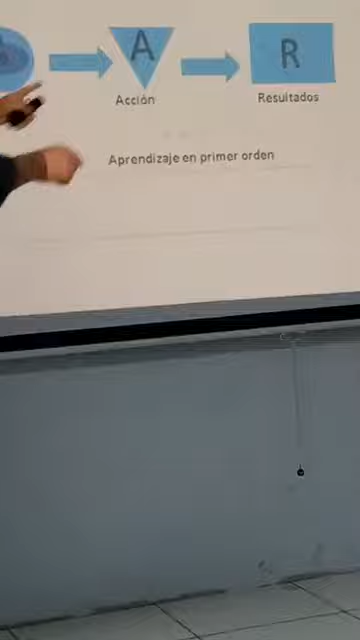 A
R
Acción
Resultados
Aprendizaje en primer orden